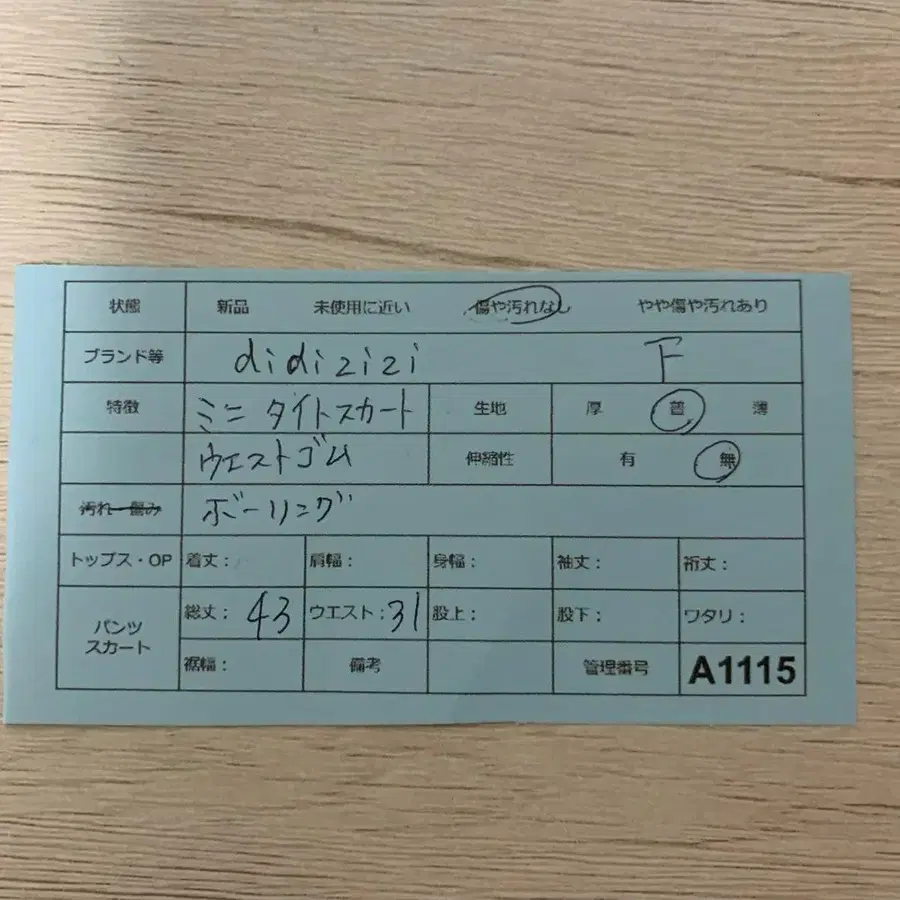 状態 新品 未使用に近い 傷や汚れなし やや傷や汚れあり
ブランド等 didizizi F
特徴 ミニ タイトスカート 生地 厚 普 薄
ウエストゴム 伸縮性 有 無
汚れ・傷み ボーリング
トップス・OP 着丈： 肩幅： 身幅： 袖丈： 裄丈：
パンツ スカート 総丈：43 ウエスト：31 股上： 股下： ワタリ：
裾幅： 備考 管理番号 A1115